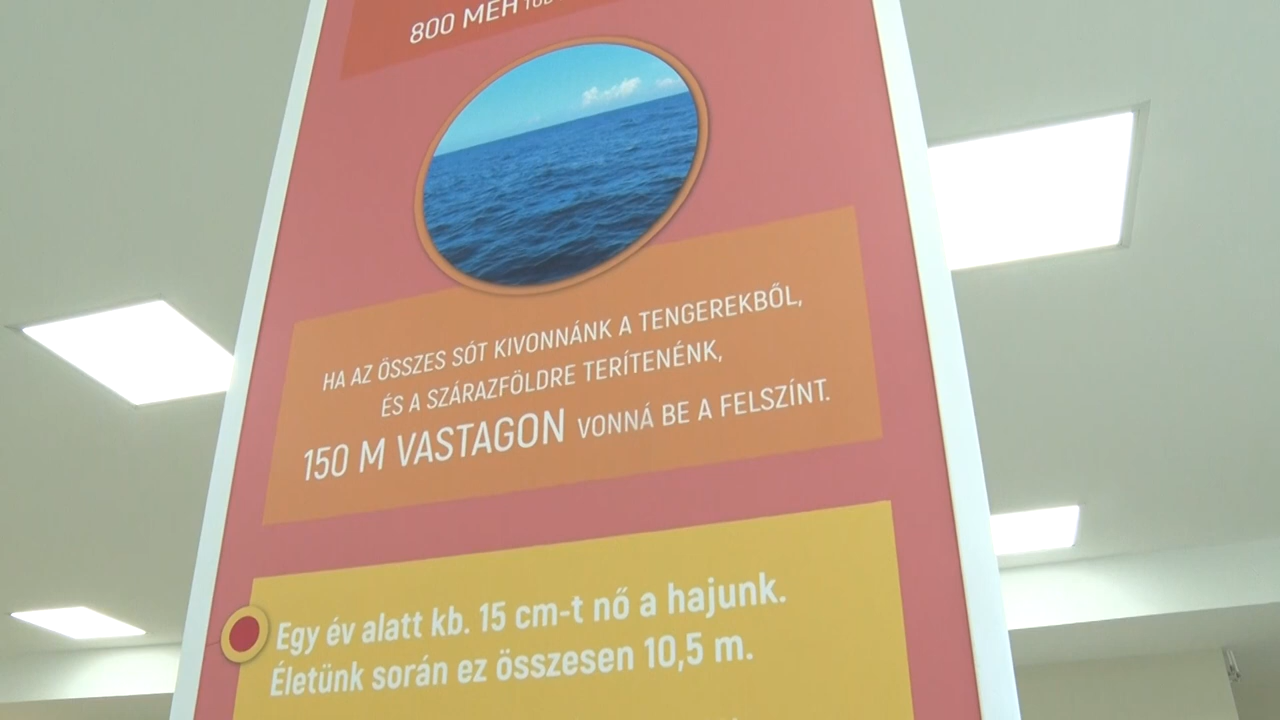 800 MÉH
HA AZ ÖSSZES SÓT KIVONNÁNK A TENGEREKBŐL,
ÉS A SZÁRAZFÖLDRE TERÍTENÉNK,
150 M VASTAGON VONNÁ BE A FELSZÍNT.
Egy év alatt kb. 15 cm-t nő a hajunk.
Életünk során ez összesen 10,5 m.